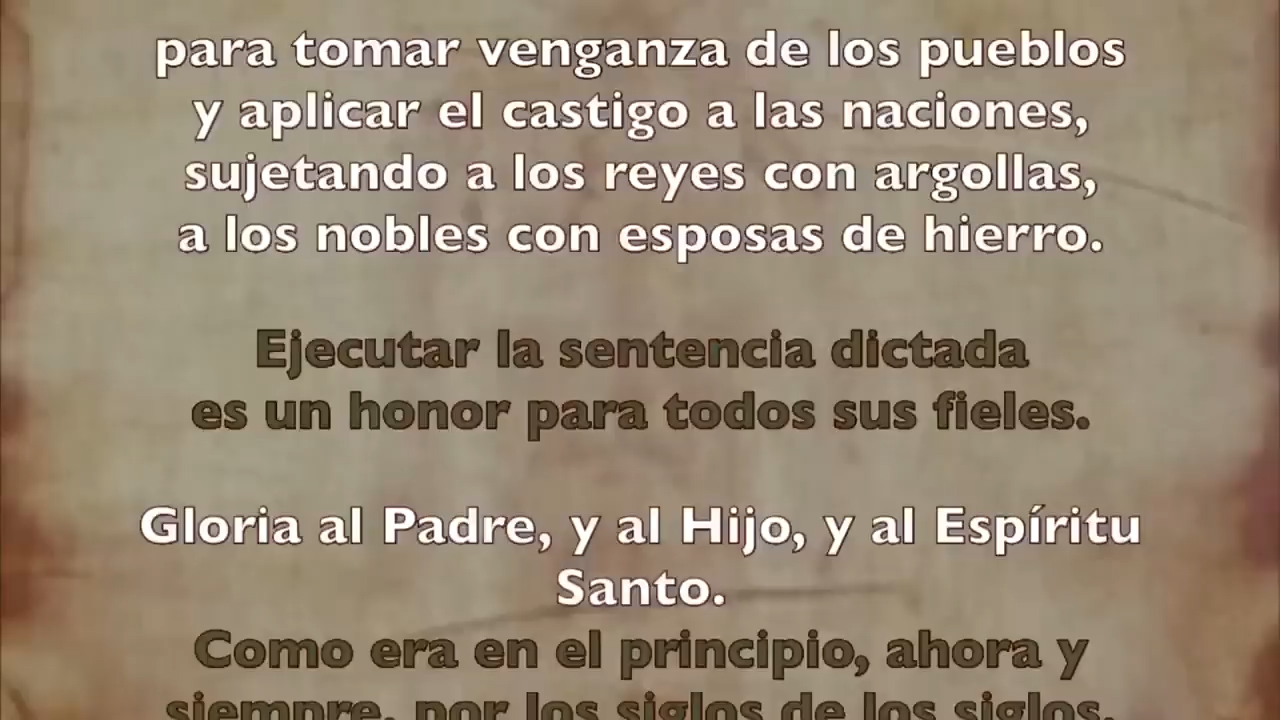 para tomar venganza de los pueblos
y aplicar el castigo a las naciones,
sujetando a los reyes con argollas,
a los nobles con esposas de hierro.
Ejecutar la sentencia dictada
es un honor para todos sus fieles.
Gloria al Padre, y al Hijo, y al Espíritu
Santo.
Como era en el principio, ahora y
siempre, por los siglos de los siglos.